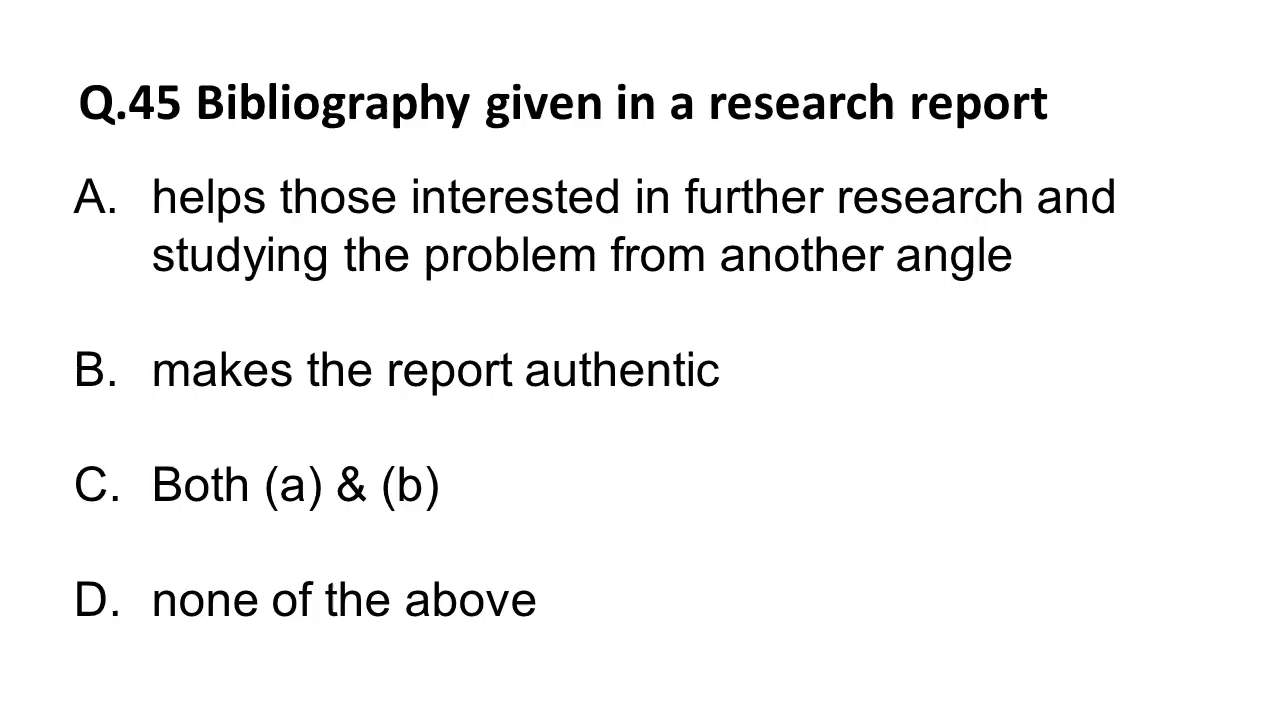 Q.45 Bibliography given in a research report
A. helps those interested in further research and
studying the problem from another angle
B. makes the report authentic
C. Both (a) & (b)
D. none of the above